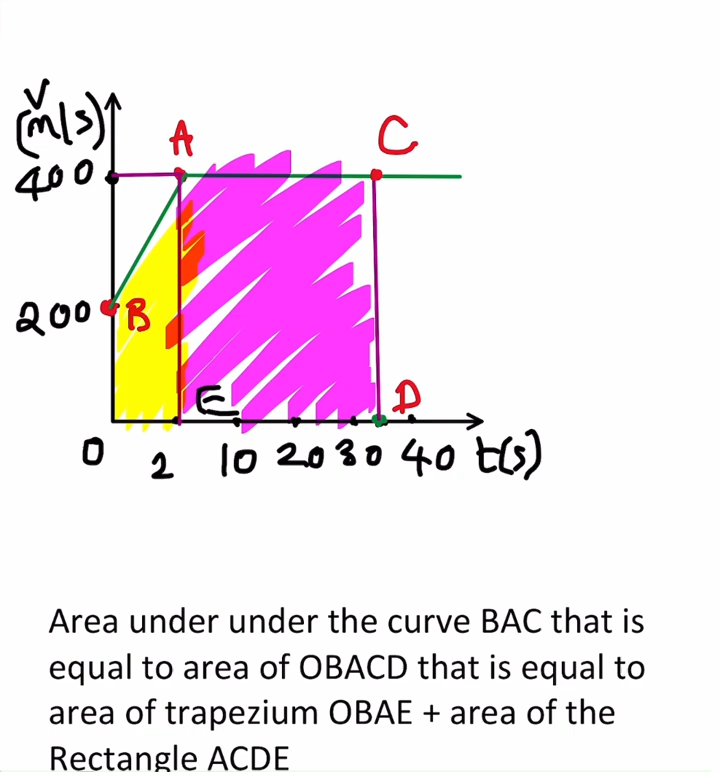 V
(m/s)
A
C
400
200
B
E
D
0 2 10 20 30 40 t(s)
Area under under the curve BAC that is
equal to area of OBACD that is equal to
area of trapezium OBAE + area of the
Rectangle ACDE